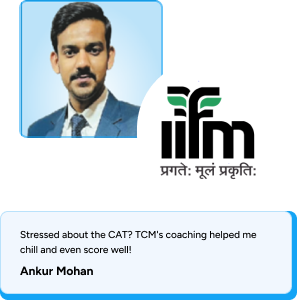 iifm
प्रगते: मूलं प्रकृति:
Stressed about the CAT? TCM's coaching helped me
chill and even score well!
Ankur Mohan